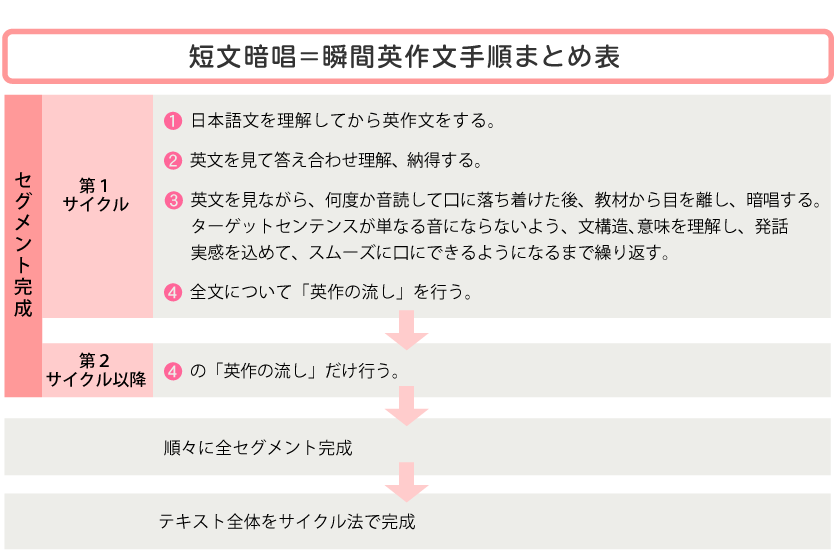 短文暗唱＝瞬間英作文手順まとめ表
セグメント完成
第１
サイクル
❶ 日本語文を理解してから英作文をする。
❷ 英文を見て答え合わせ理解、納得する。
❸ 英文を見ながら、何度か音読して口に落ち着けた後、教材から目を離し、暗唱する。
ターゲットセンテンスが単なる音にならないよう、文構造、意味を理解し、発話
実感を込めて、スムーズに口にできるようになるまで繰り返す。
❹ 全文について「英作の流し」を行う。
第２
サイクル以降
❹ の「英作の流し」だけ行う。
順々に全セグメント完成
テキスト全体をサイクル法で完成